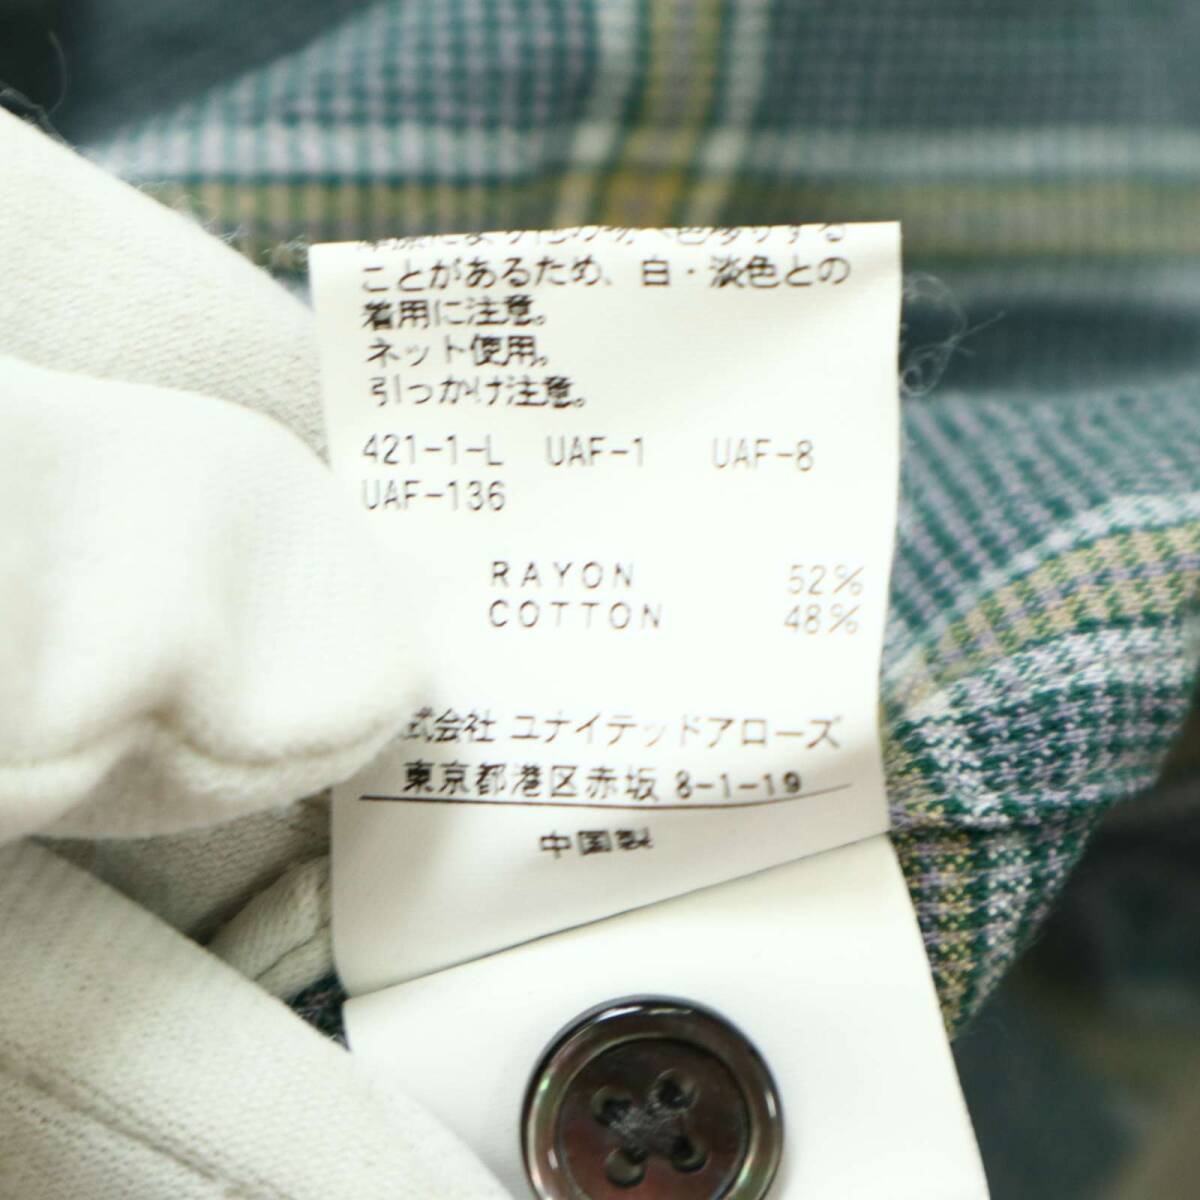 ことがあるため、白・淡色との
着用に注意。
ネット使用。
引っかけ注意。
421-1-L UAF-1 UAF-8
UAF-136
RAYON 52%
COTTON 48%
式会社 ユナイテッドアローズ
東京都港区赤坂 8-1-19
中国製